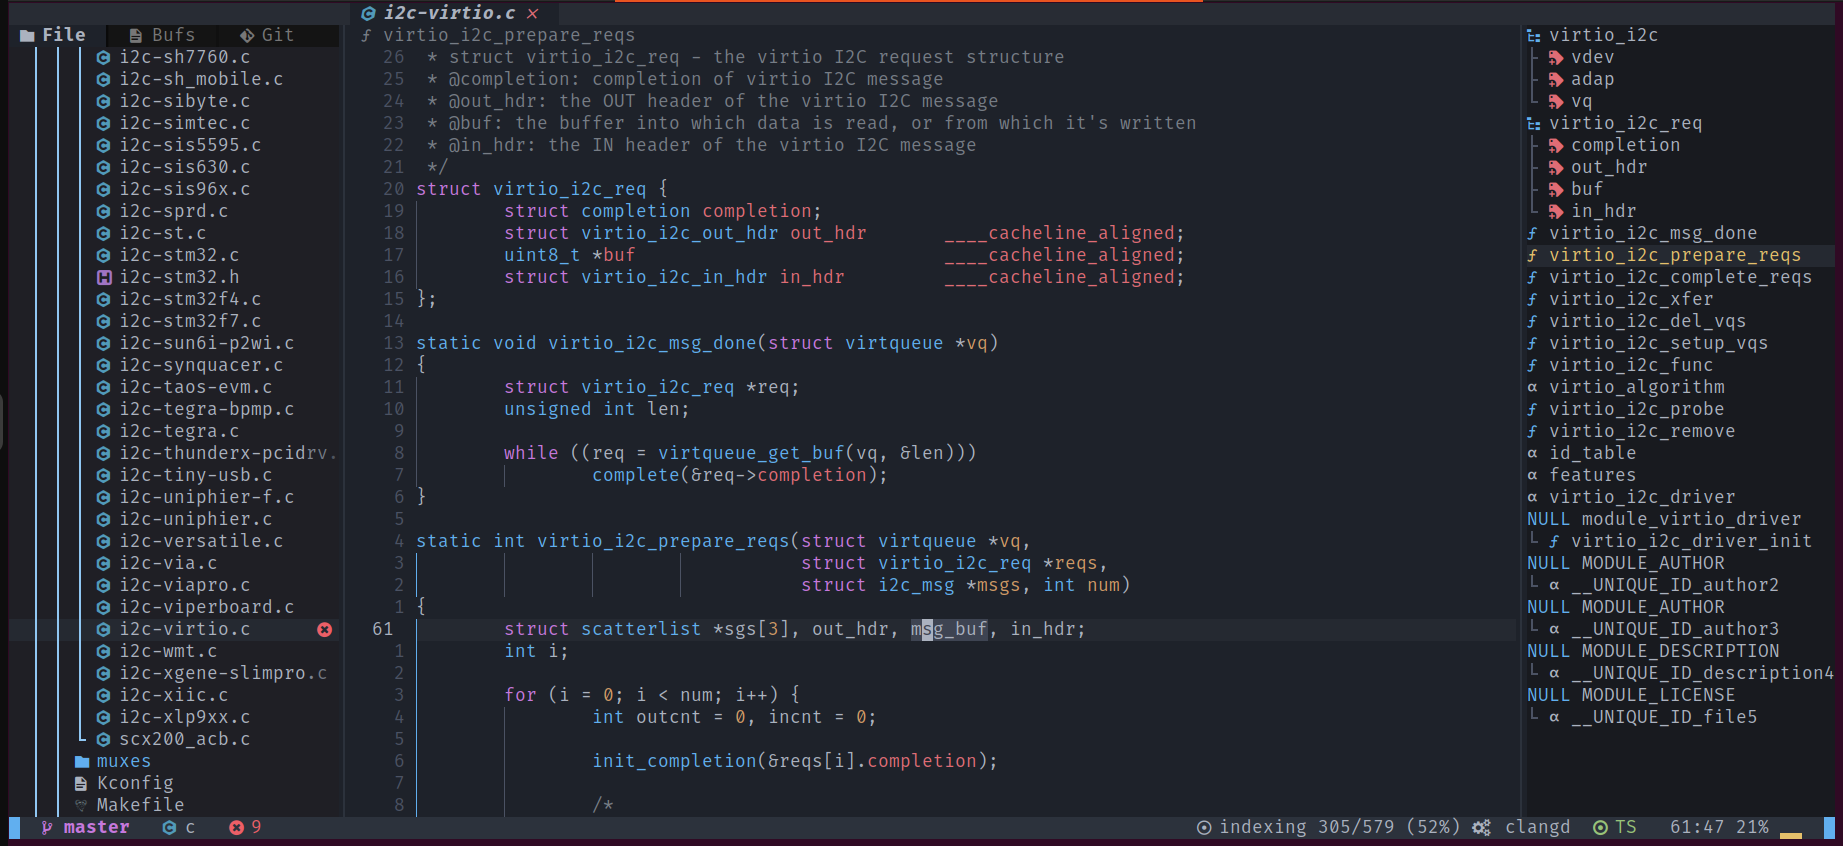 i2c-virtio.c ×
File Bufs Git
i2c-sh7760.c
i2c-sh_mobile.c
i2c-sibyte.c
i2c-simtec.c
i2c-sis5595.c
i2c-sis630.c
i2c-sis96x.c
i2c-sprd.c
i2c-st.c
i2c-stm32.c
i2c-stm32.h
i2c-stm32f4.c
i2c-stm32f7.c
i2c-sun6i-p2wi.c
i2c-synquacer.c
i2c-taos-evm.c
i2c-tegra-bpmp.c
i2c-tegra.c
i2c-thunderx-pcidrv.
i2c-tiny-usb.c
i2c-uniphier-f.c
i2c-uniphier.c
i2c-versatile.c
i2c-via.c
i2c-viapro.c
i2c-viperboard.c
i2c-virtio.c
i2c-wmt.c
i2c-xgene-slimpro.c
i2c-xiic.c
i2c-xlp9xx.c
scx200_acb.c
muxes
Kconfig
Makefile
ƒ virtio_i2c_prepare_reqs
26 * struct virtio_i2c_req - the virtio I2C request structure
25 * @completion: completion of virtio I2C message
24 * @out_hdr: the OUT header of the virtio I2C message
23 * @buf: the buffer into which data is read, or from which it's written
22 * @in_hdr: the IN header of the virtio I2C message
21 */
20 struct virtio_i2c_req {
19 struct completion completion;
18 struct virtio_i2c_out_hdr out_hdr ____cacheline_aligned;
17 uint8_t *buf ____cacheline_aligned;
16 struct virtio_i2c_in_hdr in_hdr ____cacheline_aligned;
15 };
14
13 static void virtio_i2c_msg_done(struct virtqueue *vq)
12 {
11 struct virtio_i2c_req *req;
10 unsigned int len;
9
8 while ((req = virtqueue_get_buf(vq, &len)))
7 complete(&req->completion);
6 }
5
4 static int virtio_i2c_prepare_reqs(struct virtqueue *vq,
3 struct virtio_i2c_req *reqs,
2 struct i2c_msg *msgs, int num)
1 {
61 struct scatterlist *sgs[3], out_hdr, msg_buf, in_hdr;
1 int i;
2
3 for (i = 0; i < num; i++) {
4 int outcnt = 0, incnt = 0;
5
6 init_completion(&reqs[i].completion);
7
8 /*
virtio_i2c
vdev
adap
vq
virtio_i2c_req
completion
out_hdr
buf
in_hdr
ƒ virtio_i2c_msg_done
ƒ virtio_i2c_prepare_reqs
ƒ virtio_i2c_complete_reqs
ƒ virtio_i2c_xfer
ƒ virtio_i2c_del_vqs
ƒ virtio_i2c_setup_vqs
ƒ virtio_i2c_func
α virtio_algorithm
ƒ virtio_i2c_probe
ƒ virtio_i2c_remove
α id_table
α features
α virtio_i2c_driver
NULL module_virtio_driver
ƒ virtio_i2c_driver_init
NULL MODULE_AUTHOR
α __UNIQUE_ID_author2
NULL MODULE_AUTHOR
α __UNIQUE_ID_author3
NULL MODULE_DESCRIPTION
α __UNIQUE_ID_description4
NULL MODULE_LICENSE
α __UNIQUE_ID_file5
master c 9 indexing 305/579 (52%) clangd TS 61:47 21%